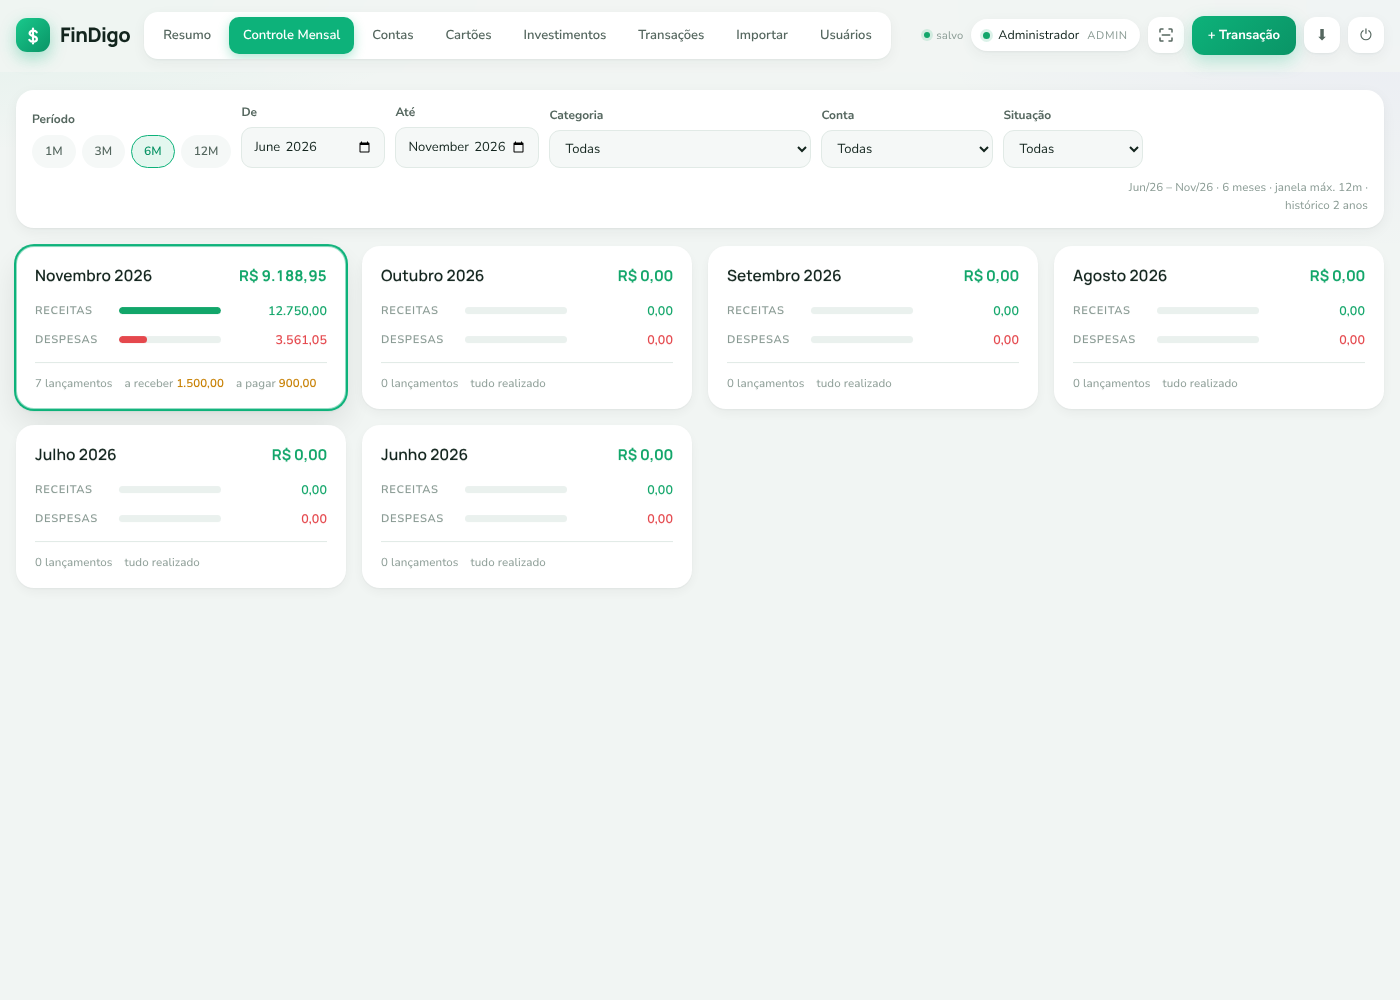 $ FinDigo
Resumo Controle Mensal Contas Cartões Investimentos Transações Importar Usuários
salvo Administrador ADMIN + Transação
Período De Até Categoria Conta Situação
1M 3M 6M 12M June 2026 November 2026 Todas Todas Todas
Jun/26 – Nov/26 · 6 meses · janela máx. 12m ·
histórico 2 anos
Novembro 2026 R$ 9.188,95
RECEITAS 12.750,00
DESPESAS 3.561,05
7 lançamentos a receber 1.500,00 a pagar 900,00
Outubro 2026 R$ 0,00
RECEITAS 0,00
DESPESAS 0,00
0 lançamentos tudo realizado
Setembro 2026 R$ 0,00
RECEITAS 0,00
DESPESAS 0,00
0 lançamentos tudo realizado
Agosto 2026 R$ 0,00
RECEITAS 0,00
DESPESAS 0,00
0 lançamentos tudo realizado
Julho 2026 R$ 0,00
RECEITAS 0,00
DESPESAS 0,00
0 lançamentos tudo realizado
Junho 2026 R$ 0,00
RECEITAS 0,00
DESPESAS 0,00
0 lançamentos tudo realizado